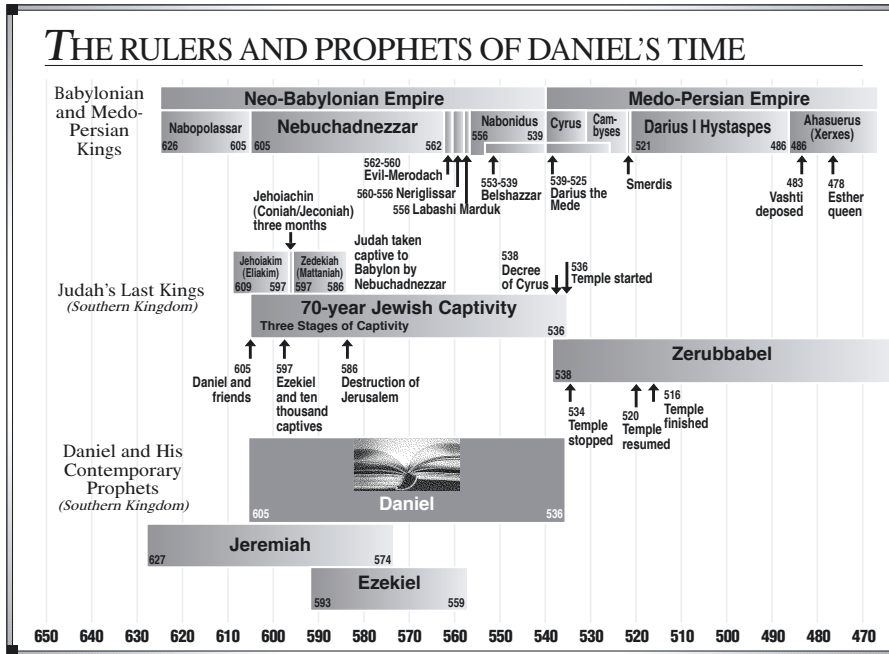 THE RULERS AND PROPHETS OF DANIEL'S TIME
Babylonian
and Medo-
Persian
Kings
Neo-Babylonian Empire
Medo-Persian Empire
Nabopolassar
626 605
Nebuchadnezzar
605 562
Nabonidus
556 539
Cyrus
Cam-
byses
Darius I Hystaspes
521 486
Ahasuerus
(Xerxes)
486
562-560
Evil-Merodach
560-556 Neriglissar
556 Labashi Marduk
553-539
Belshazzar
539-525
Darius the
Mede
Smerdis
483
Vashti
deposed
478
Esther
queen
Jehoiachin
(Coniah/Jeconiah)
three months
Judah's Last Kings
(Southern Kingdom)
Jehoiakim
(Eliakim)
609 597
Zedekiah
(Mattaniah)
597 586
Judah taken
captive to
Babylon by
Nebuchadnezzar
538
Decree
of Cyrus
536
Temple started
70-year Jewish Captivity
Three Stages of Captivity
536
Zerubbabel
538
605
Daniel and
friends
597
Ezekiel
and ten
thousand
captives
586
Destruction of
Jerusalem
534
Temple
stopped
520
Temple
resumed
516
Temple
finished
Daniel and His
Contemporary
Prophets
(Southern Kingdom)
Daniel
605 536
Jeremiah
627 574
Ezekiel
593 559
650 640 630 620 610 600 590 580 570 560 550 540 530 520 510 500 490 480 470